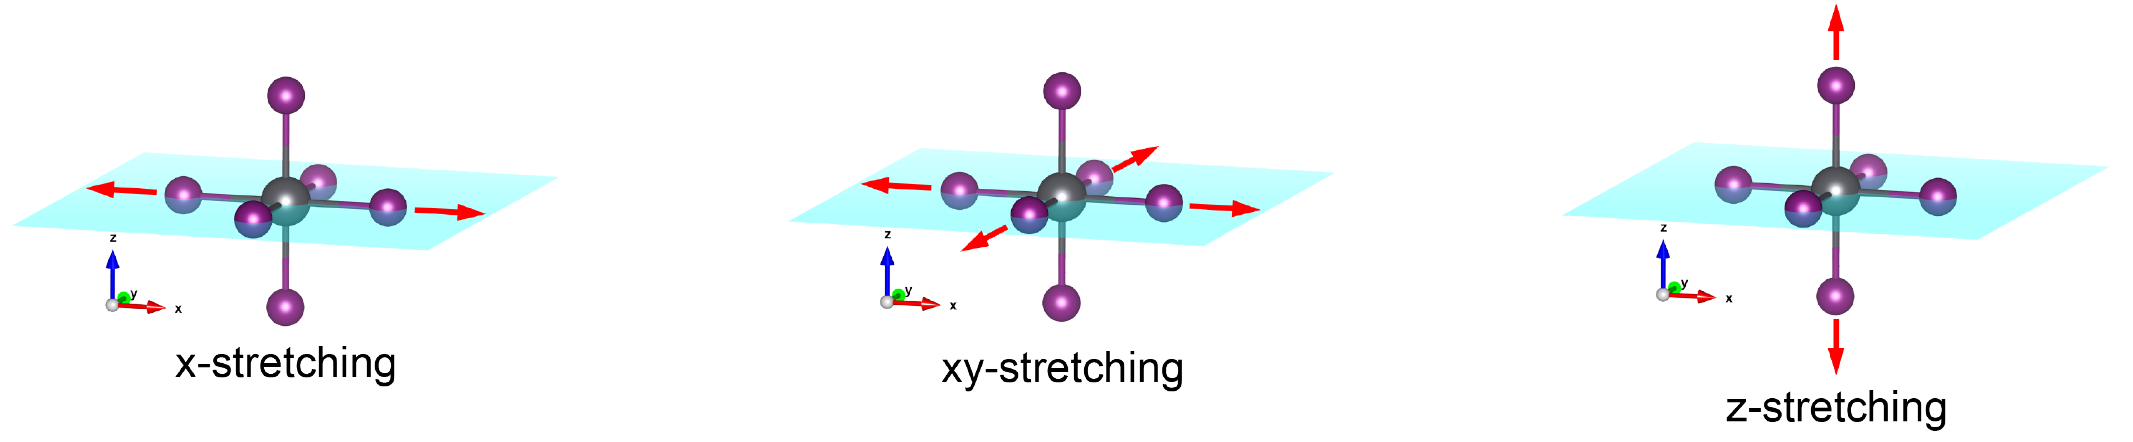 z
y
x
x-stretching
z
y
x
xy-stretching
z
y
x
z-stretching